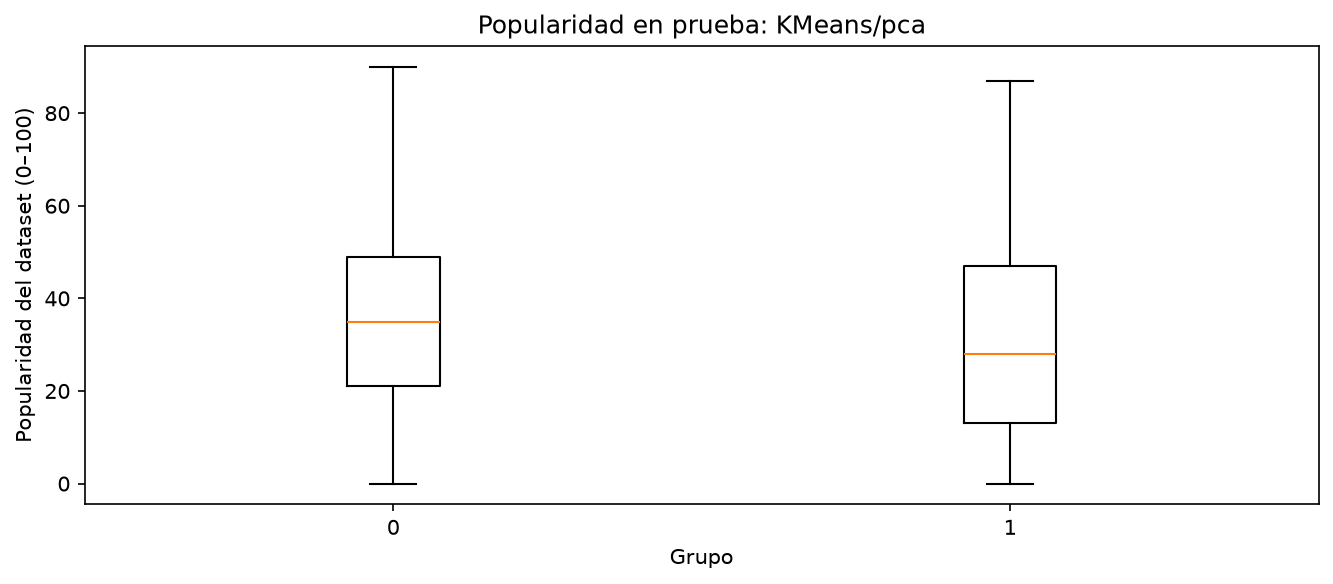 Popularidad en prueba: KMeans/pca
Popularidad del dataset (0–100)
80
60
40
20
0
0
1
Grupo